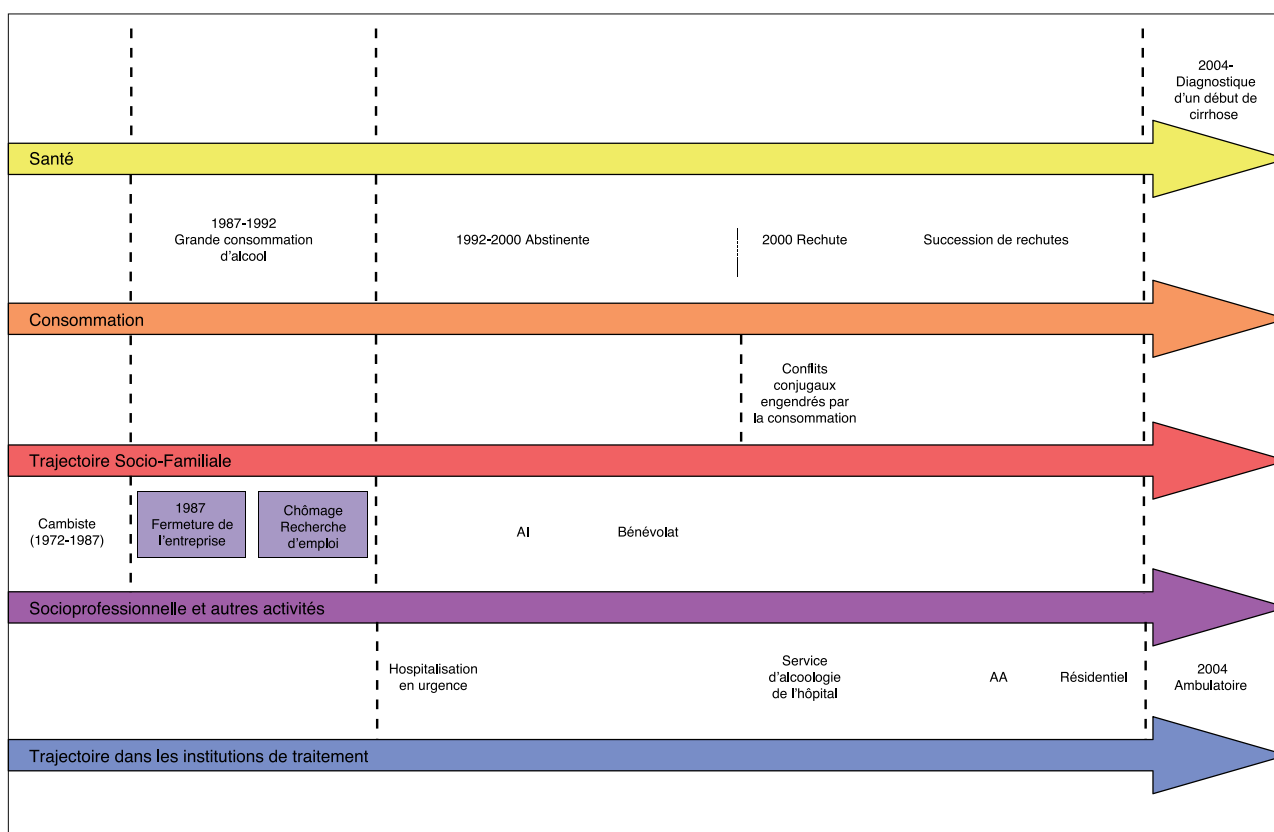 2004-
Diagnostique
d'un début de
cirrhose
Santé
1987-1992
Grande consommation
d'alcool
1992-2000 Abstinente
2000 Rechute
Succession de rechutes
Consommation
Conflits
conjugaux
engendrés par
la consommation
Trajectoire Socio-Familiale
Cambiste
(1972-1987)
1987
Fermeture de
l'entreprise
Chômage
Recherche
d'emploi
AI
Bénévolat
Socioprofessionnelle et autres activités
Hospitalisation
en urgence
Service
d'alcoologie
de l'hôpital
AA
Résidentiel
2004
Ambulatoire
Trajectoire dans les institutions de traitement